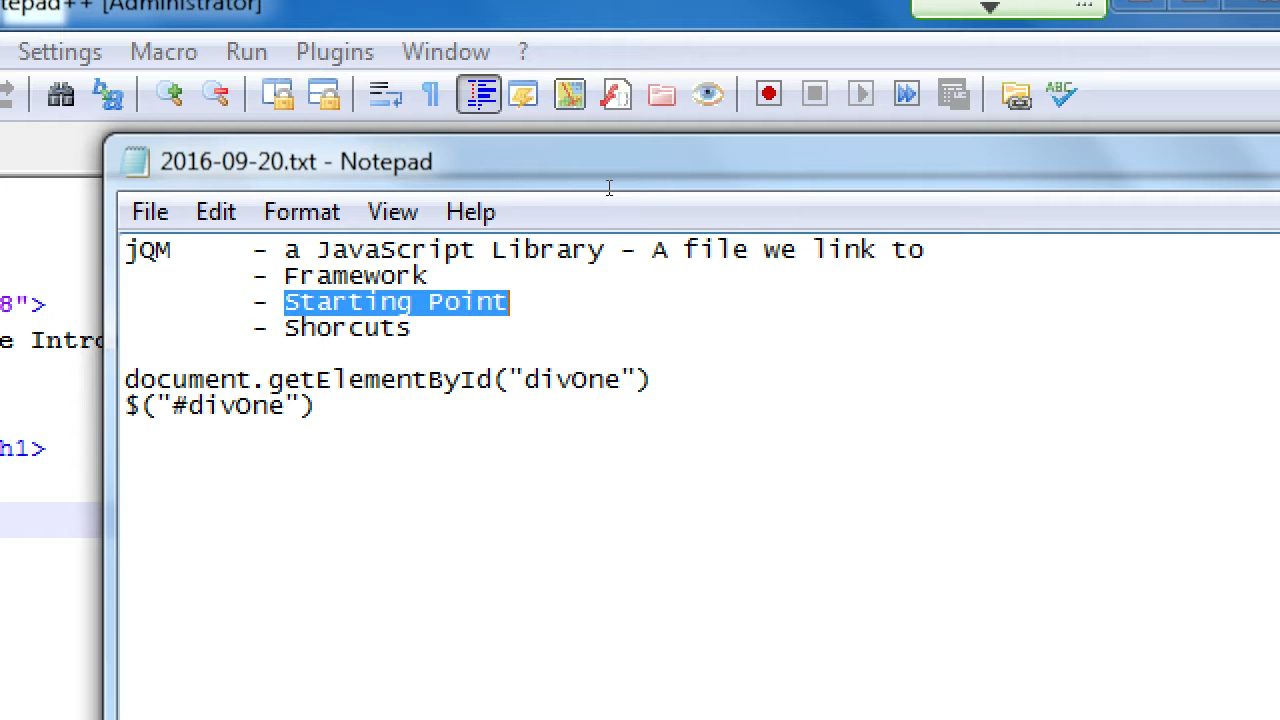 tepad++ [Administrator]
...
Settings Macro Run Plugins Window ?
ABC
2016-09-20.txt - Notepad
File Edit Format View Help
jQM - a JavaScript Library - A file we link to
- Framework
- Starting Point
- Shorcuts
document.getElementById("divOne")
$("#divOne")
8">
e Intro
h1>